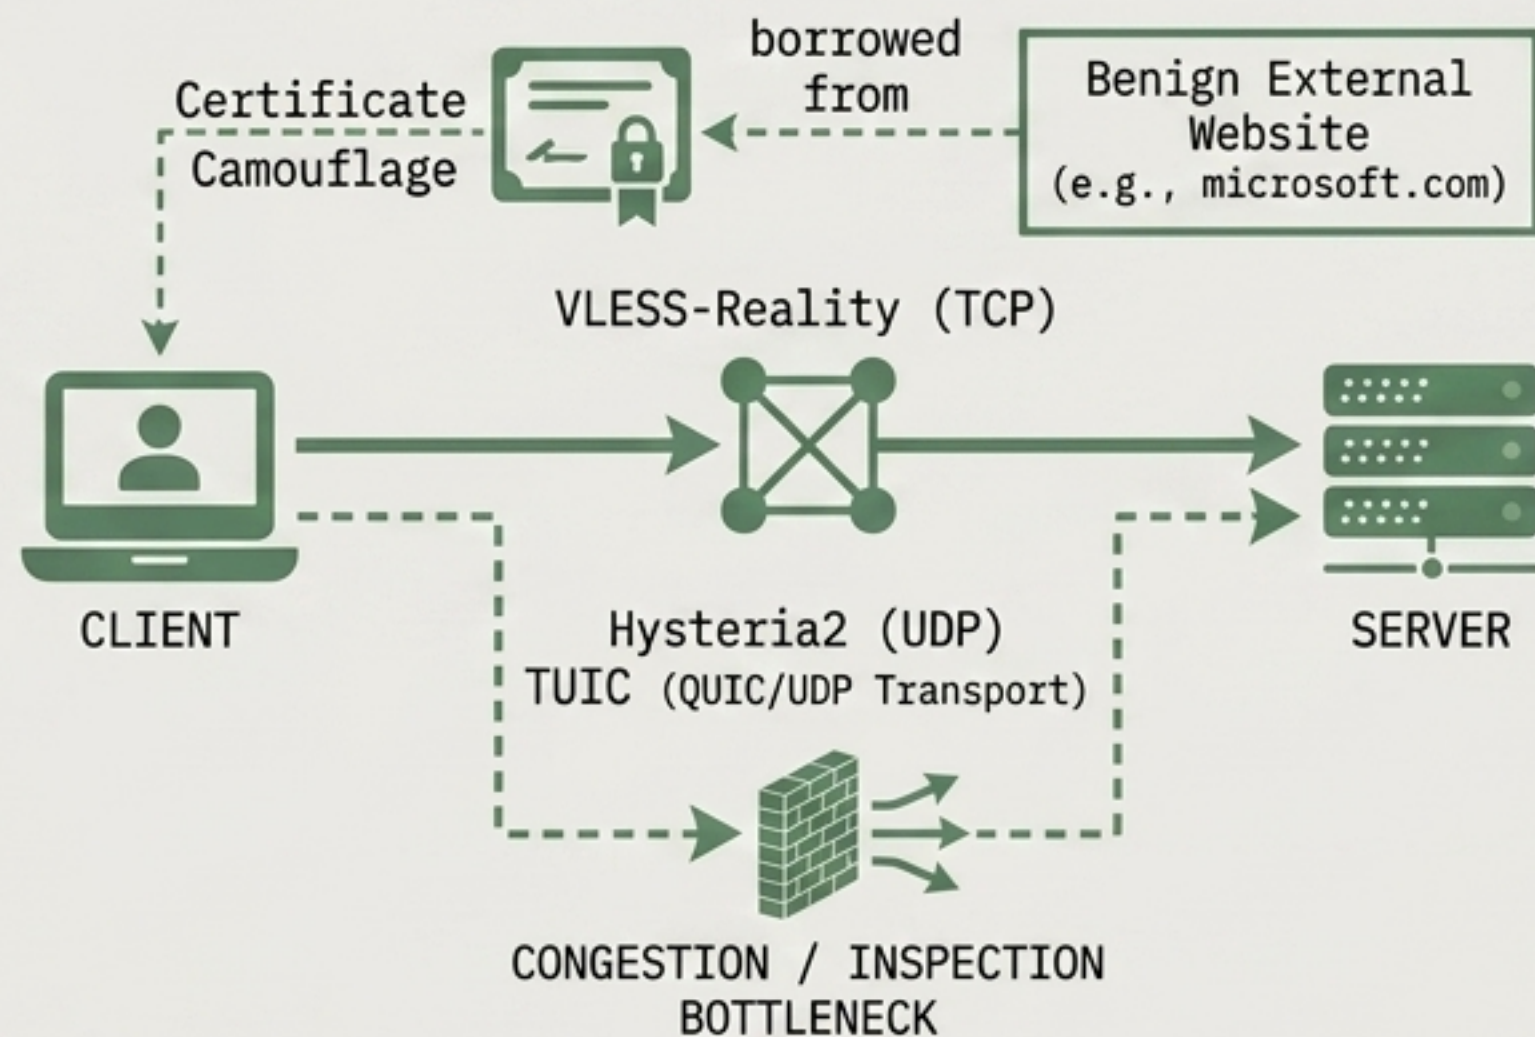 borrowed
from
Certificate
Camouflage
Benign External
Website
(e.g., microsoft.com)
VLESS-Reality (TCP)
CLIENT
Hysteria2 (UDP)
TUIC (QUIC/UDP Transport)
SERVER
CONGESTION / INSPECTION
BOTTLENECK